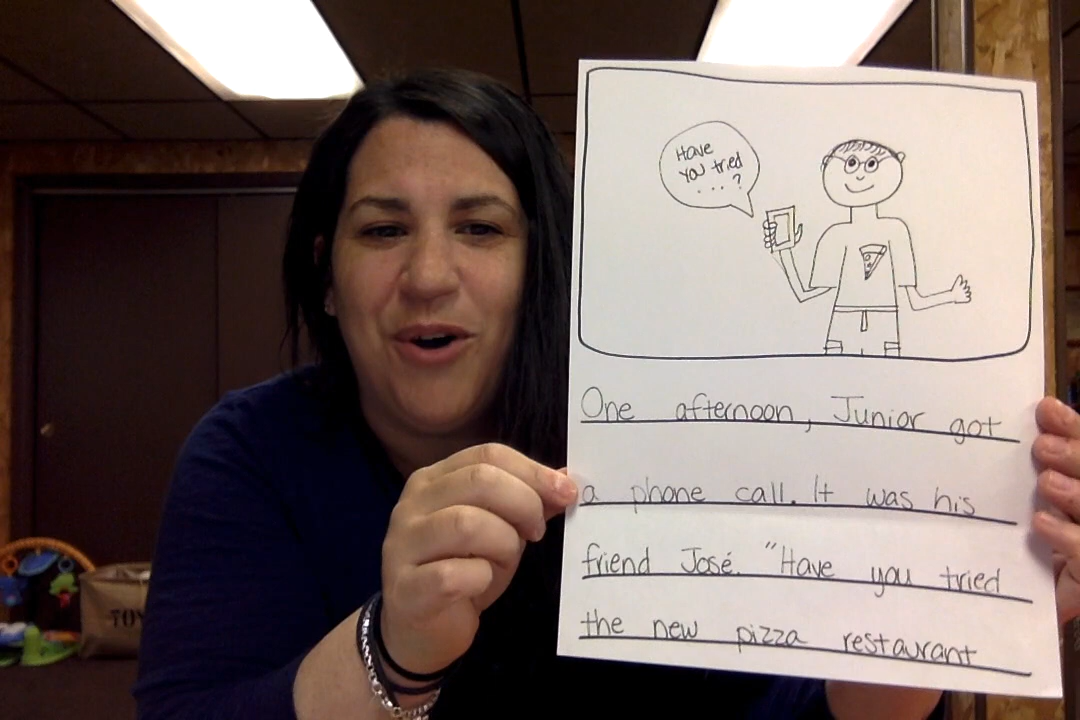 Have
you tried
...?
One afternoon, Junior got
a phone call. It was his
friend José. "Have you tried
the new pizza restaurant
TOY